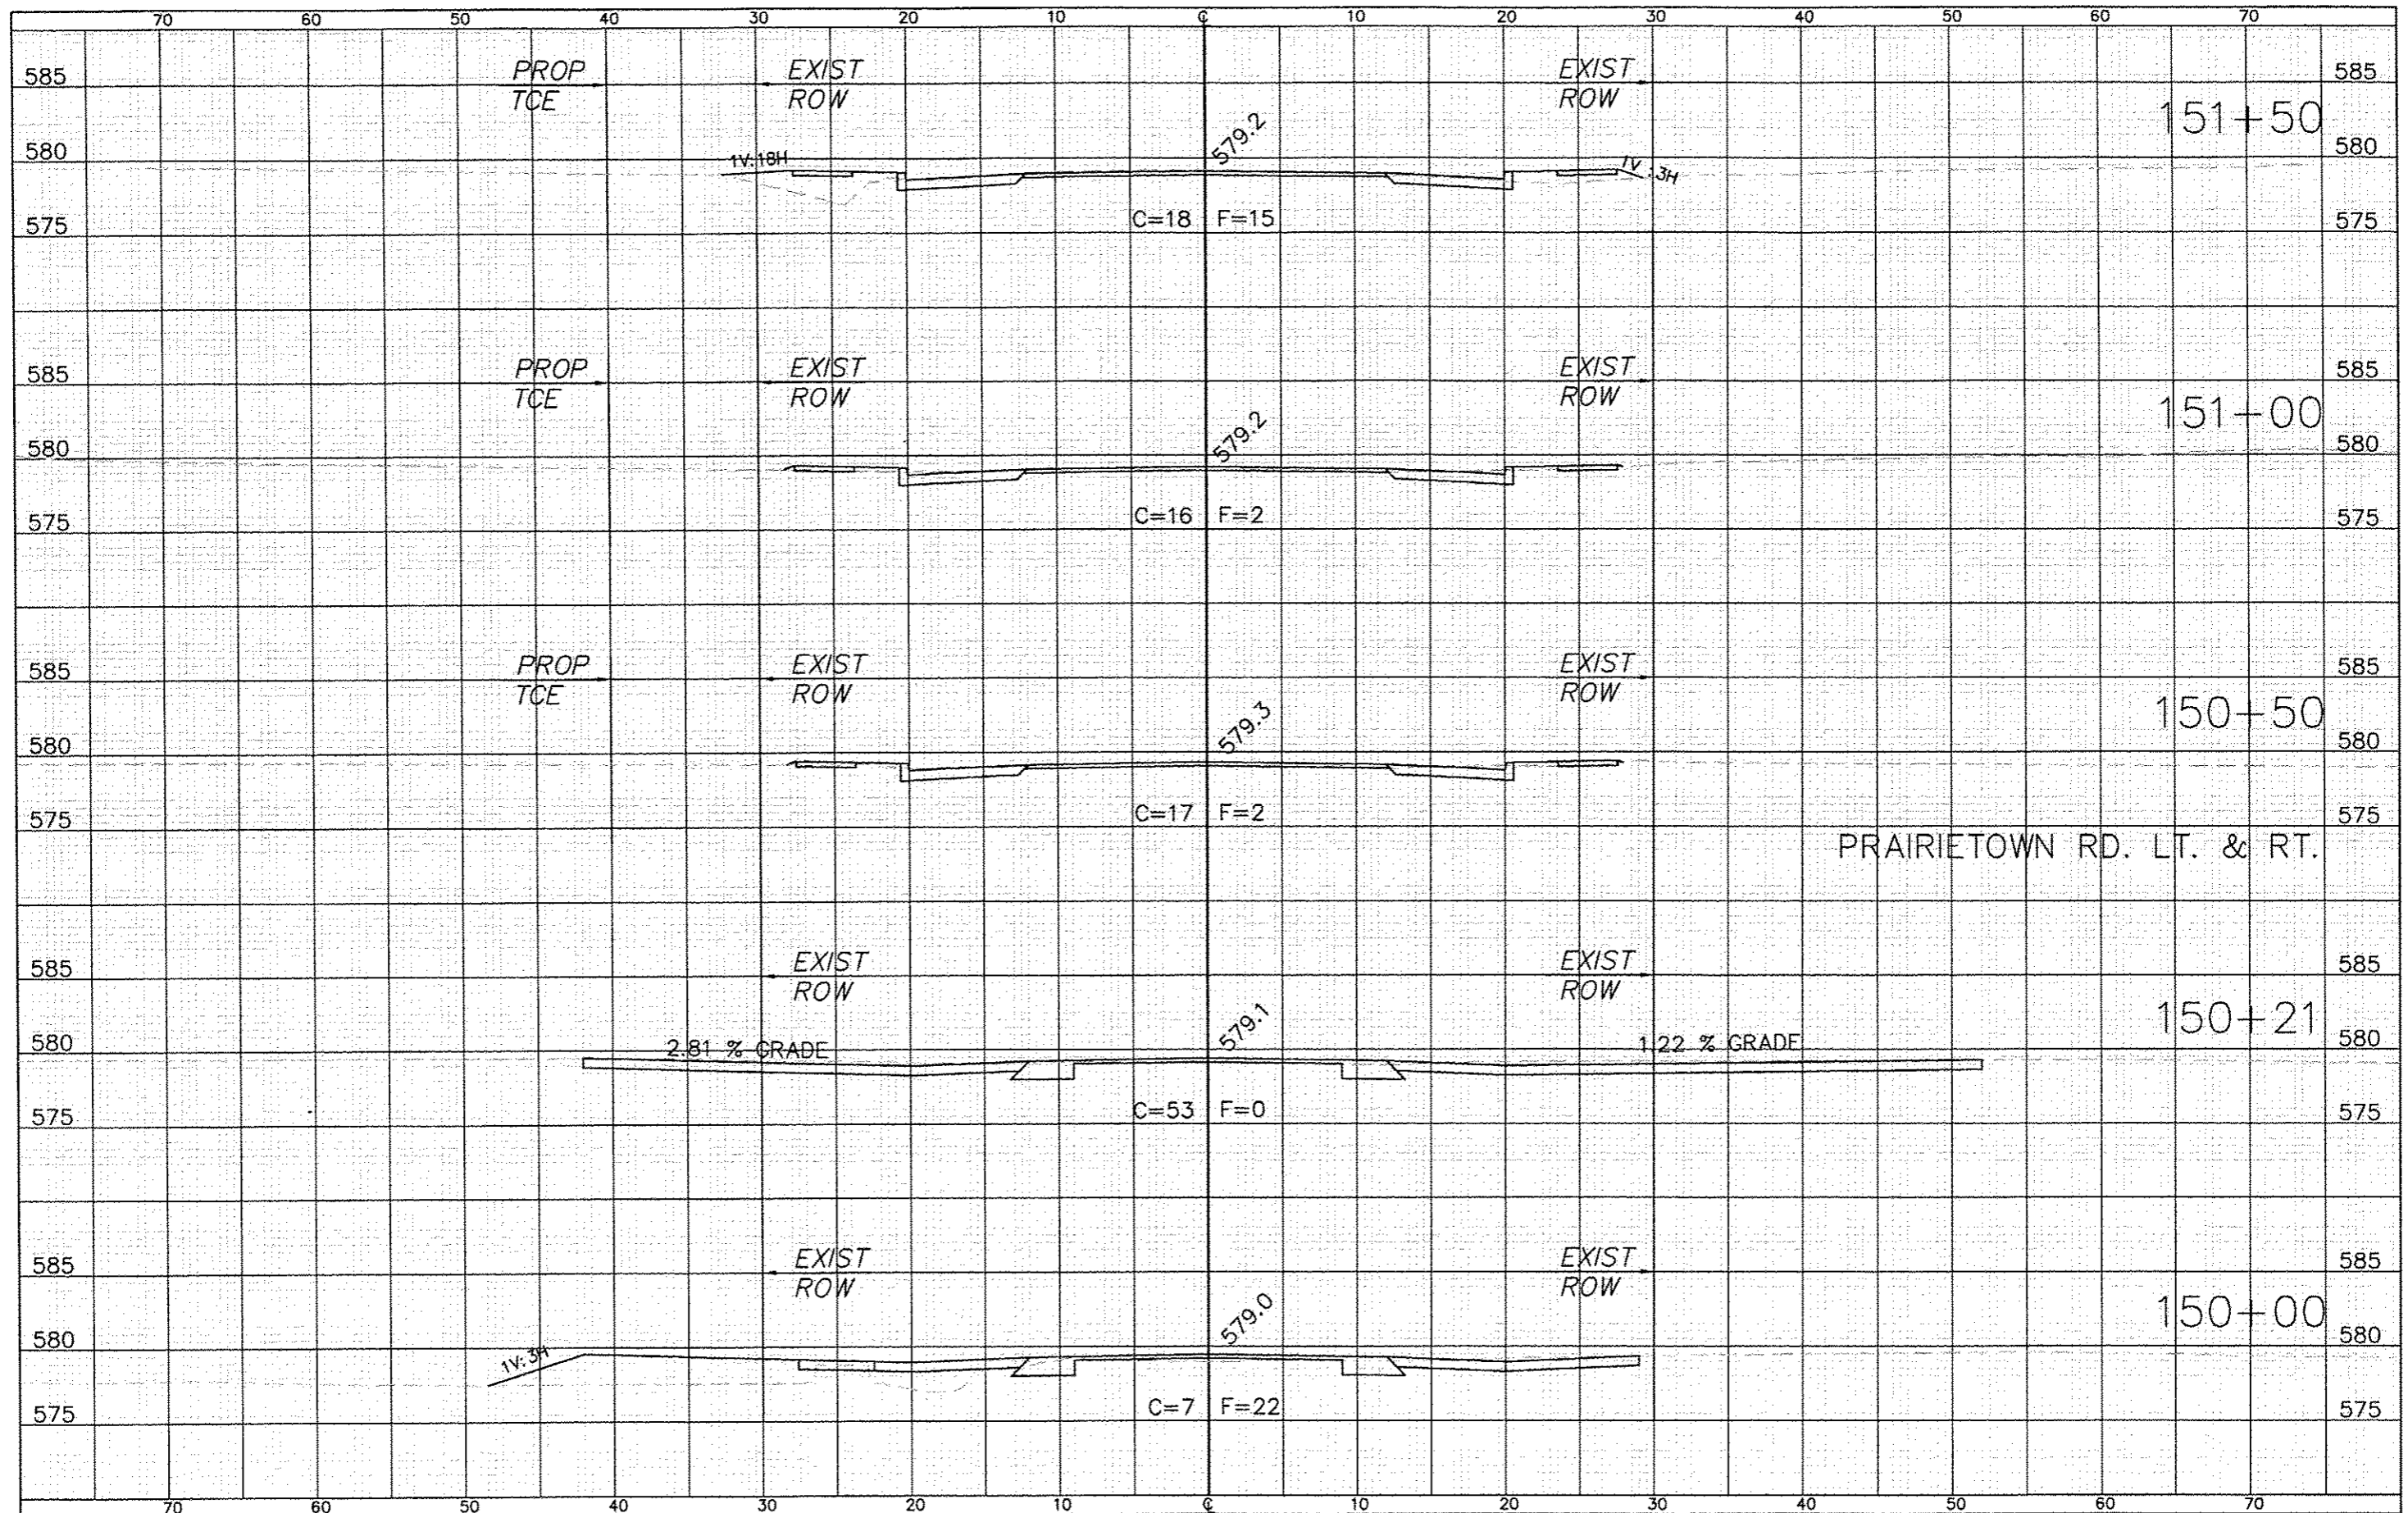 70 60 50 40 30 20 10 ℄ 10 20 30 40 50 60 70
585 PROP EXIST EXIST 585
TCE ROW ROW
151+50
580 1V:18H 579.2 1V:3H 580
C=18 F=15
575 575
585 PROP EXIST EXIST 585
TCE ROW ROW
151+00
580 579.2 580
C=16 F=2
575 575
585 PROP EXIST EXIST 585
TCE ROW ROW
150+50
580 579.3 580
C=17 F=2
575 575
PRAIRIETOWN RD. LT. & RT.
585 EXIST EXIST 585
ROW ROW
150+21
580 2.81 % GRADE 579.1 1.22 % GRADE 580
C=53 F=0
575 575
585 EXIST EXIST 585
ROW ROW
150+00
580 1V:3H 579.0 580
C=7 F=22
575 575
70 60 50 40 30 20 10 ℄ 10 20 30 40 50 60 70